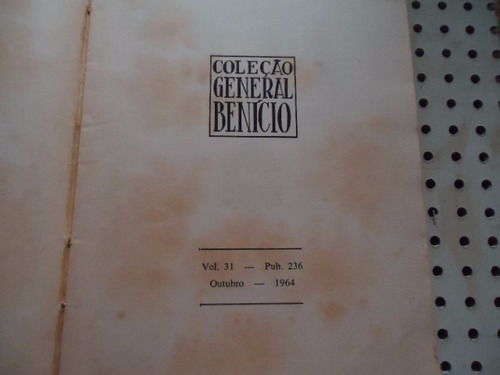 COLEÇÃO
GENERAL
BENÍCIO
Vol. 31 — Pub. 236
Outubro — 1964